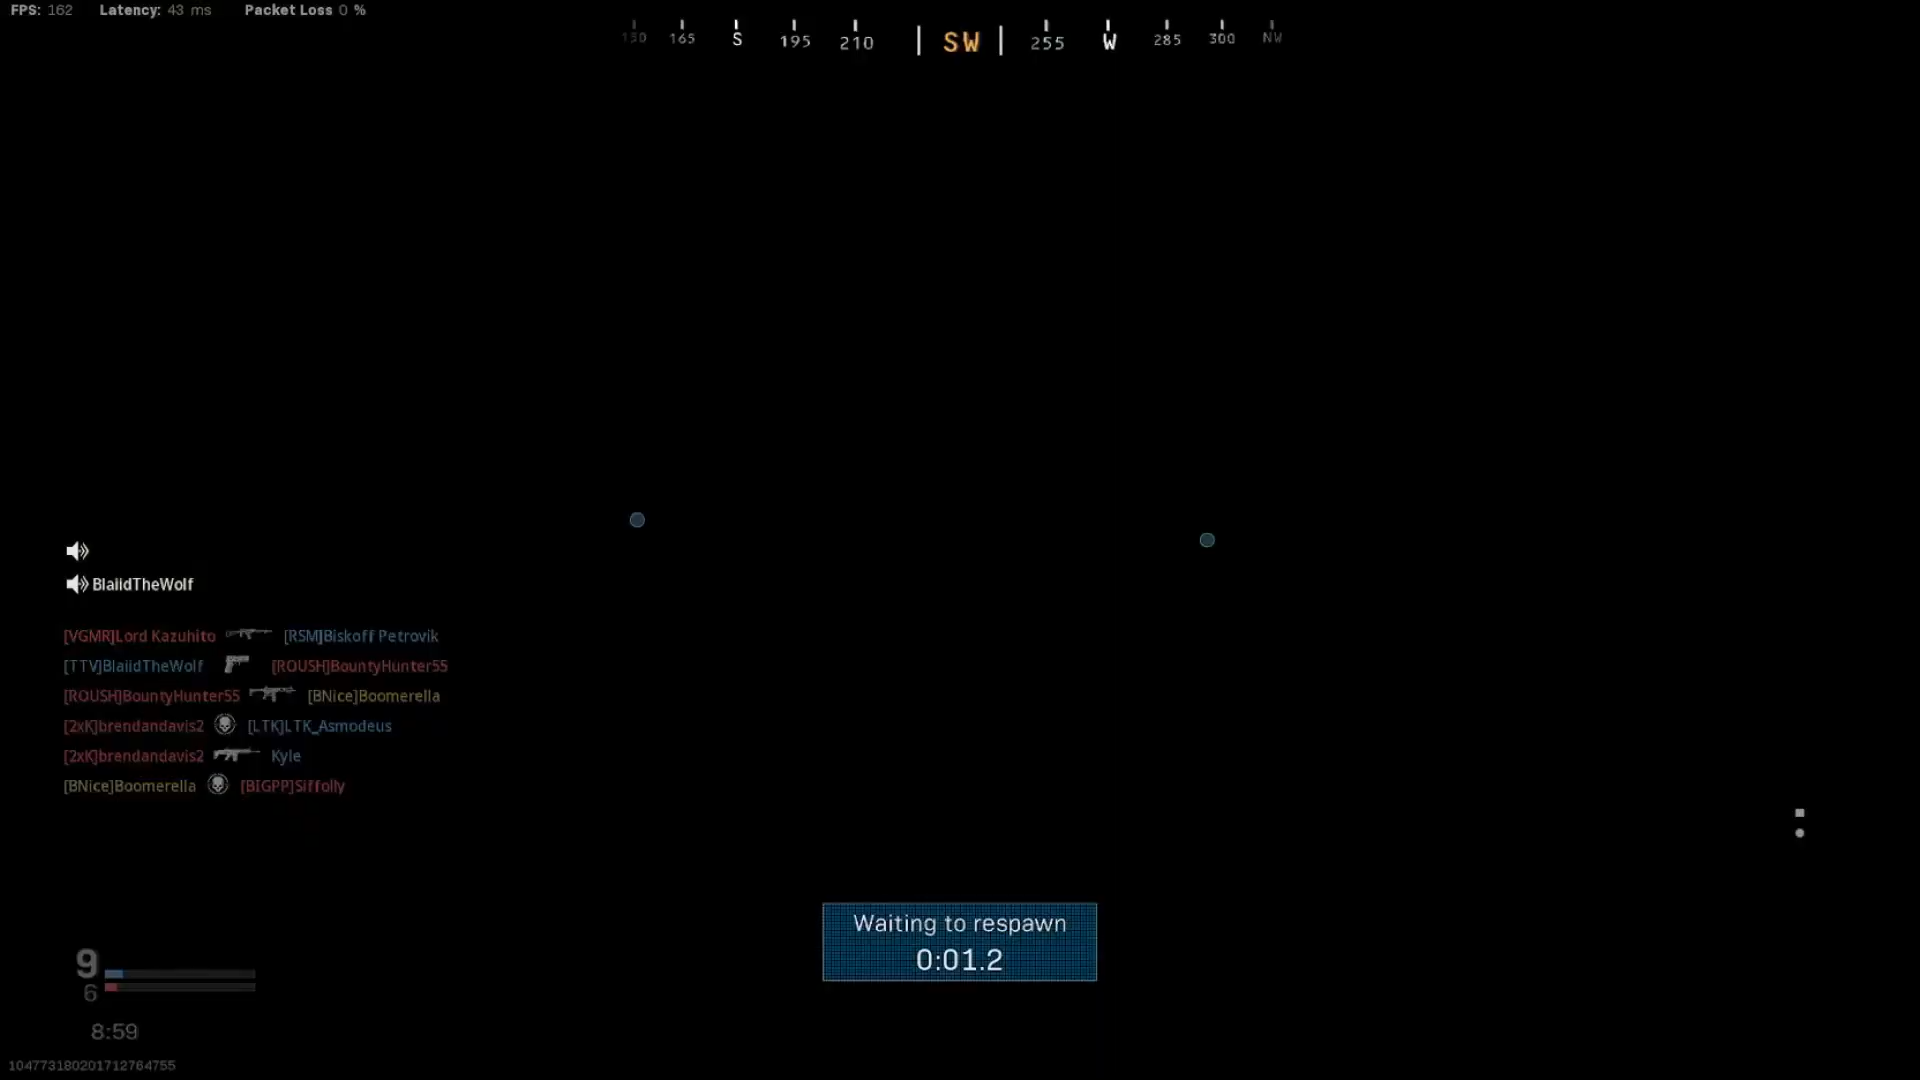 FPS: 162 Latency: 43 ms Packet Loss 0 %
150 165 S 195 210 SW 255 W 285 300 NW
BlaiidTheWolf
[VGMR]Lord Kazuhito [RSM]Biskoff Petrovik
[TTV]BlaiidTheWolf [ROUSH]BountyHunter55
[ROUSH]BountyHunter55 [BNice]Boomerella
[2xK]brendandavis2 [LTK]LTK_Asmodeus
[2xK]brendandavis2 Kyle
[BNice]Boomerella [BIGPP]Siffolly
Waiting to respawn
0:01.2
9
6
8:59
104773180201712764755